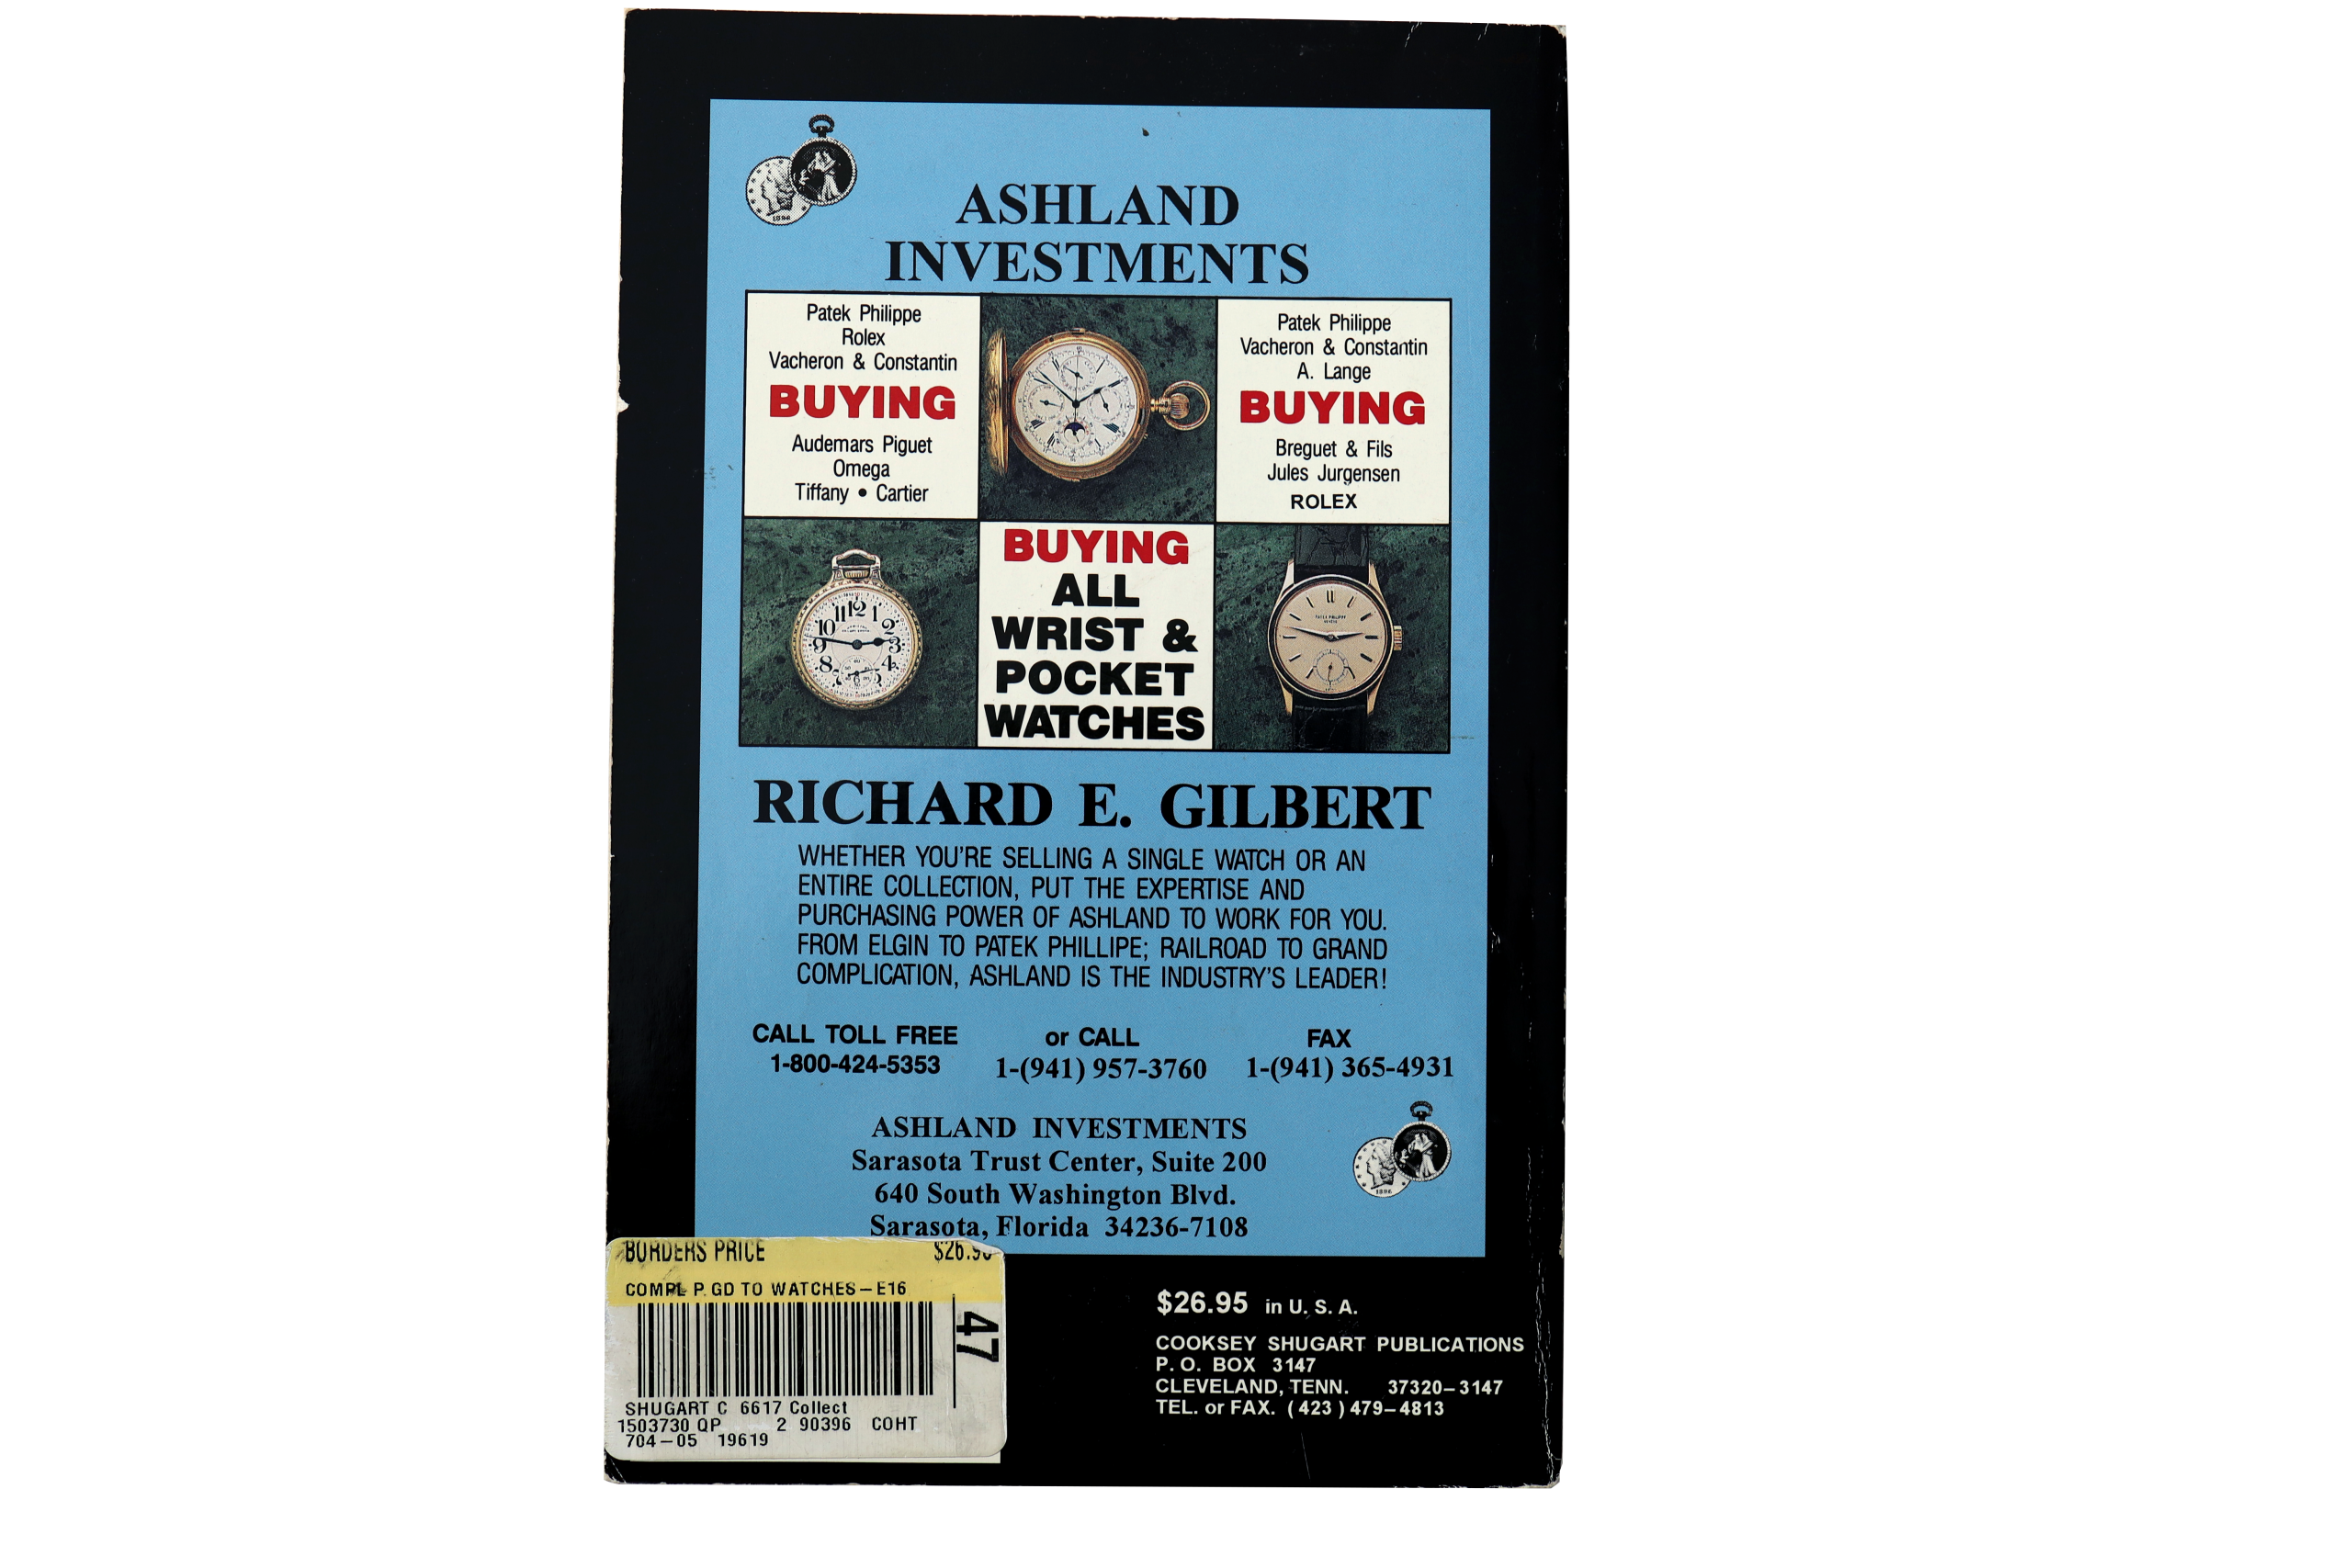 ASHLAND
INVESTMENTS
Patek Philippe
Rolex
Vacheron & Constantin
BUYING
Audemars Piguet
Omega
Tiffany • Cartier
Patek Philippe
Vacheron & Constantin
A. Lange
BUYING
Breguet & Fils
Jules Jurgensen
ROLEX
BUYING
ALL
WRIST &
POCKET
WATCHES
PATEK PHILIPPE
RICHARD E. GILBERT
WHETHER YOU'RE SELLING A SINGLE WATCH OR AN
ENTIRE COLLECTION, PUT THE EXPERTISE AND
PURCHASING POWER OF ASHLAND TO WORK FOR YOU.
FROM ELGIN TO PATEK PHILLIPE; RAILROAD TO GRAND
COMPLICATION, ASHLAND IS THE INDUSTRY'S LEADER!
CALL TOLL FREE
1-800-424-5353
or CALL
1-(941) 957-3760
FAX
1-(941) 365-4931
ASHLAND INVESTMENTS
Sarasota Trust Center, Suite 200
640 South Washington Blvd.
Sarasota, Florida 34236-7108
BORDERS PRICE $26.95
COMPL P. GD TO WATCHES-E16
47
SHUGART C 6617 Collect
1503730 QP 2 90396 COHT
704-05 19619
$26.95 in U. S. A.
COOKSEY SHUGART PUBLICATIONS
P. O. BOX 3147
CLEVELAND, TENN. 37320-3147
TEL. or FAX. ( 423 ) 479-4813